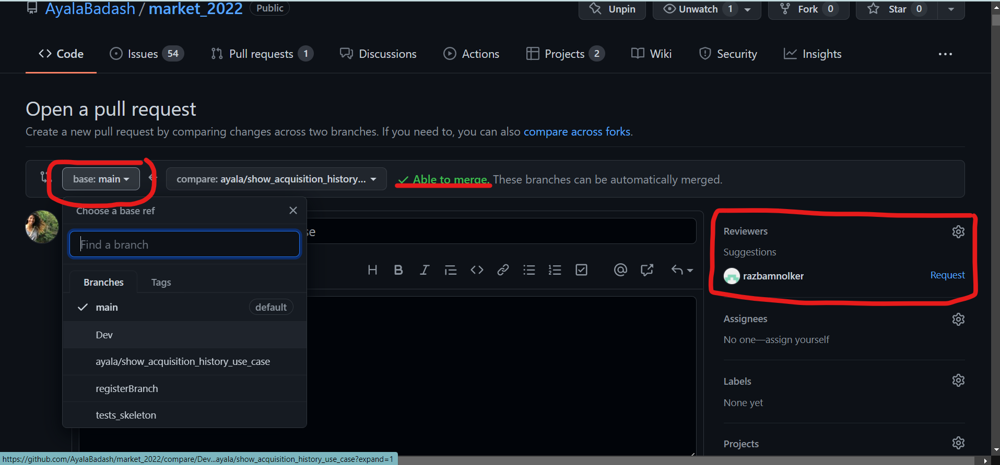 AyalaBadash / market_2022 Public Unpin Unwatch 1 Fork 0 Star 0
Code Issues 54 Pull requests 1 Discussions Actions Projects 2 Wiki Security Insights ...
Open a pull request
Create a new pull request by comparing changes across two branches. If you need to, you can also compare across forks.
base: main compare: ayala/show_acquisition_history... Able to merge. These branches can be automatically merged.
Choose a base ref
Find a branch
se
Branches Tags
main default
Dev
ayala/show_acquisition_history_use_case
registerBranch
tests_skeleton
H B I
Reviewers
Suggestions
razbamnolker Request
Assignees
No one—assign yourself
Labels
None yet
Projects
https://github.com/AyalaBadash/market_2022/compare/Dev...ayala/show_acquisition_history_use_case?expand=1